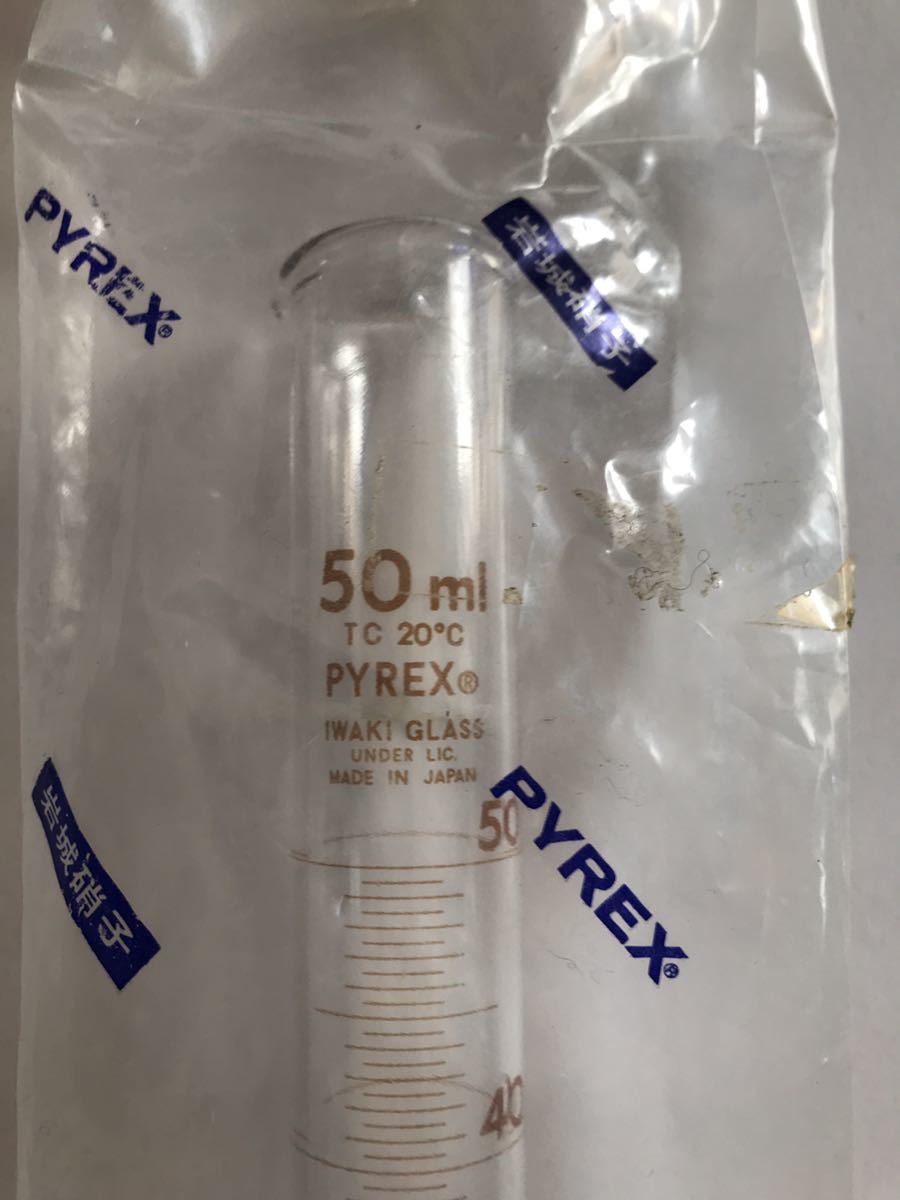 PYREX®
岩城硝子
50 ml
TC 20°C
PYREX®
IWAKI GLASS
UNDER LIC.
MADE IN JAPAN
50
PYREX®
岩城硝子
40